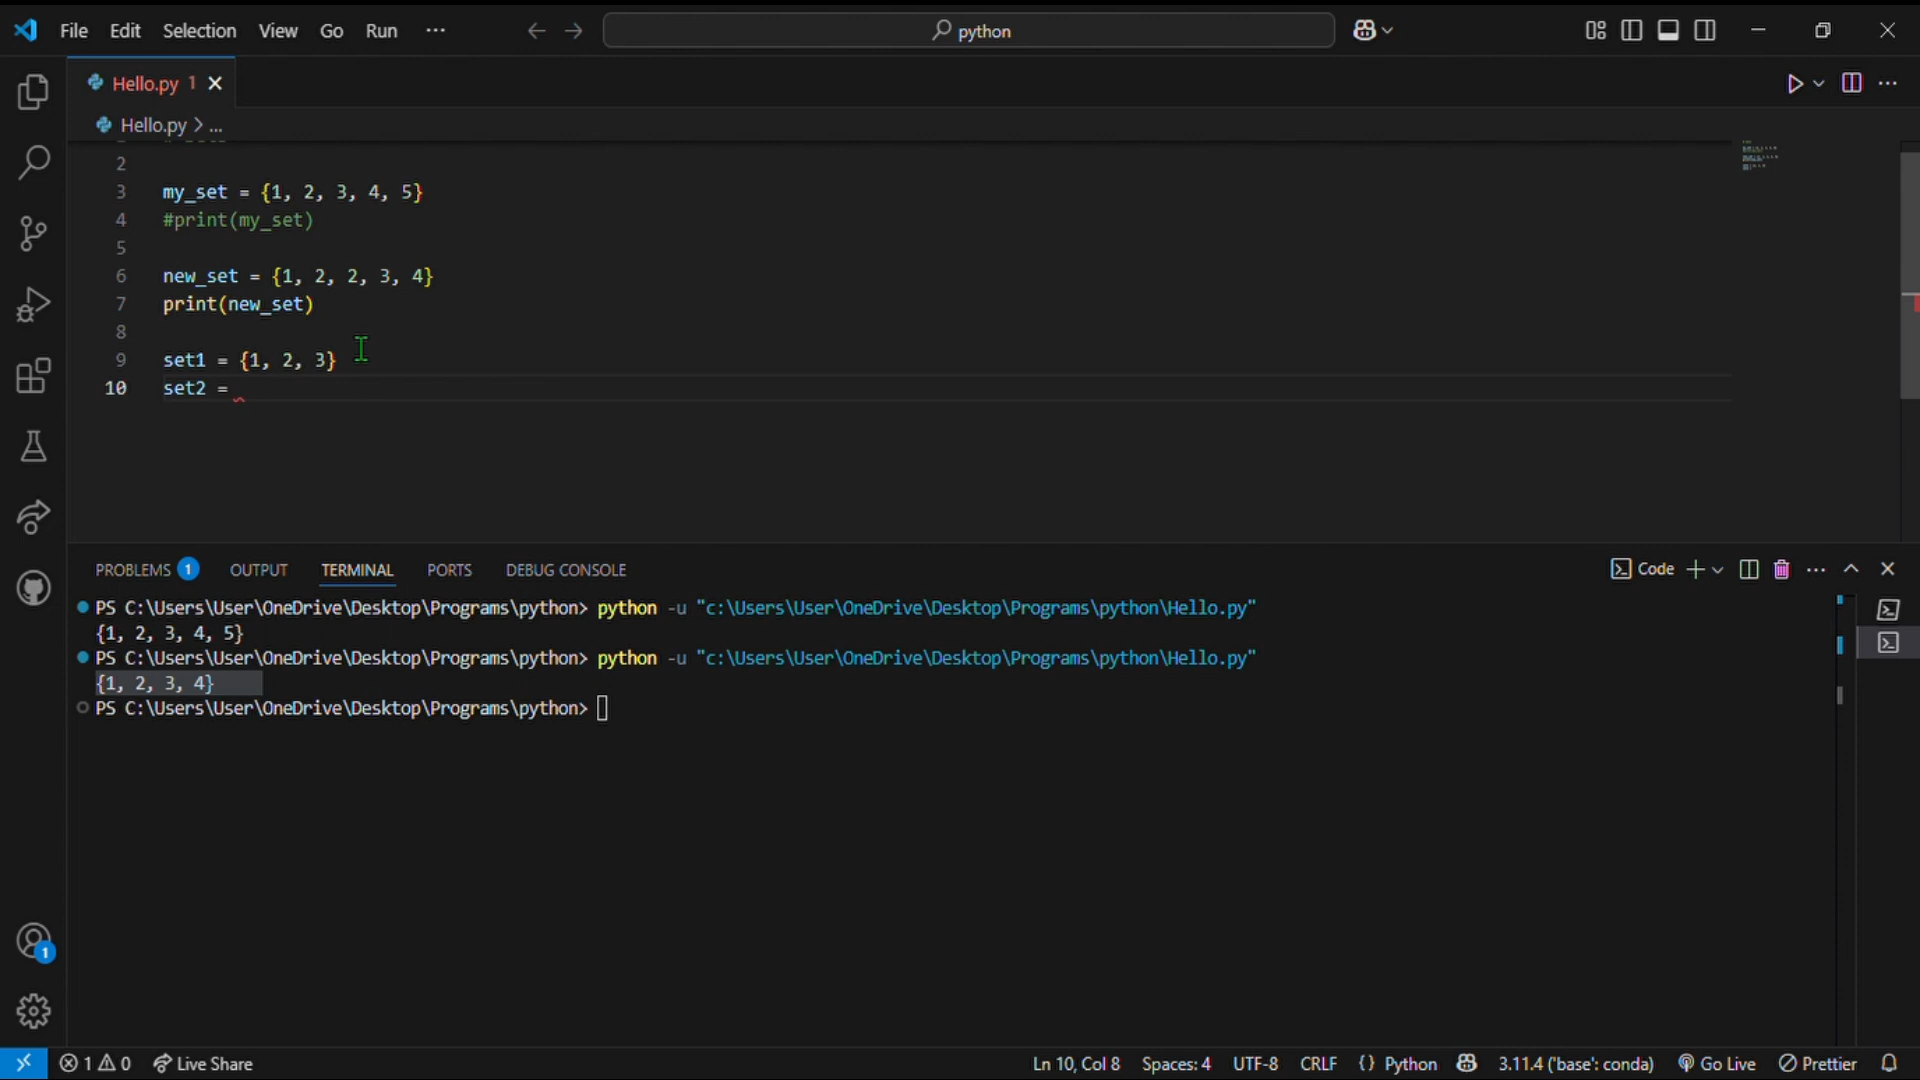 File Edit Selection View Go Run ··· python
Hello.py 1
Hello.py > ...
2
3 my_set = {1, 2, 3, 4, 5}
4 #print(my_set)
5
6 new_set = {1, 2, 2, 3, 4}
7 print(new_set)
8
9 set1 = {1, 2, 3}
10 set2 =
PROBLEMS 1 OUTPUT TERMINAL PORTS DEBUG CONSOLE Code
PS C:\Users\User\OneDrive\Desktop\Programs\python> python -u "c:\Users\User\OneDrive\Desktop\Programs\python\Hello.py"
{1, 2, 3, 4, 5}
PS C:\Users\User\OneDrive\Desktop\Programs\python> python -u "c:\Users\User\OneDrive\Desktop\Programs\python\Hello.py"
{1, 2, 3, 4}
PS C:\Users\User\OneDrive\Desktop\Programs\python>
1
1 0 Live Share Ln 10, Col 8 Spaces: 4 UTF-8 CRLF {} Python 3.11.4 ('base': conda) Go Live Prettier